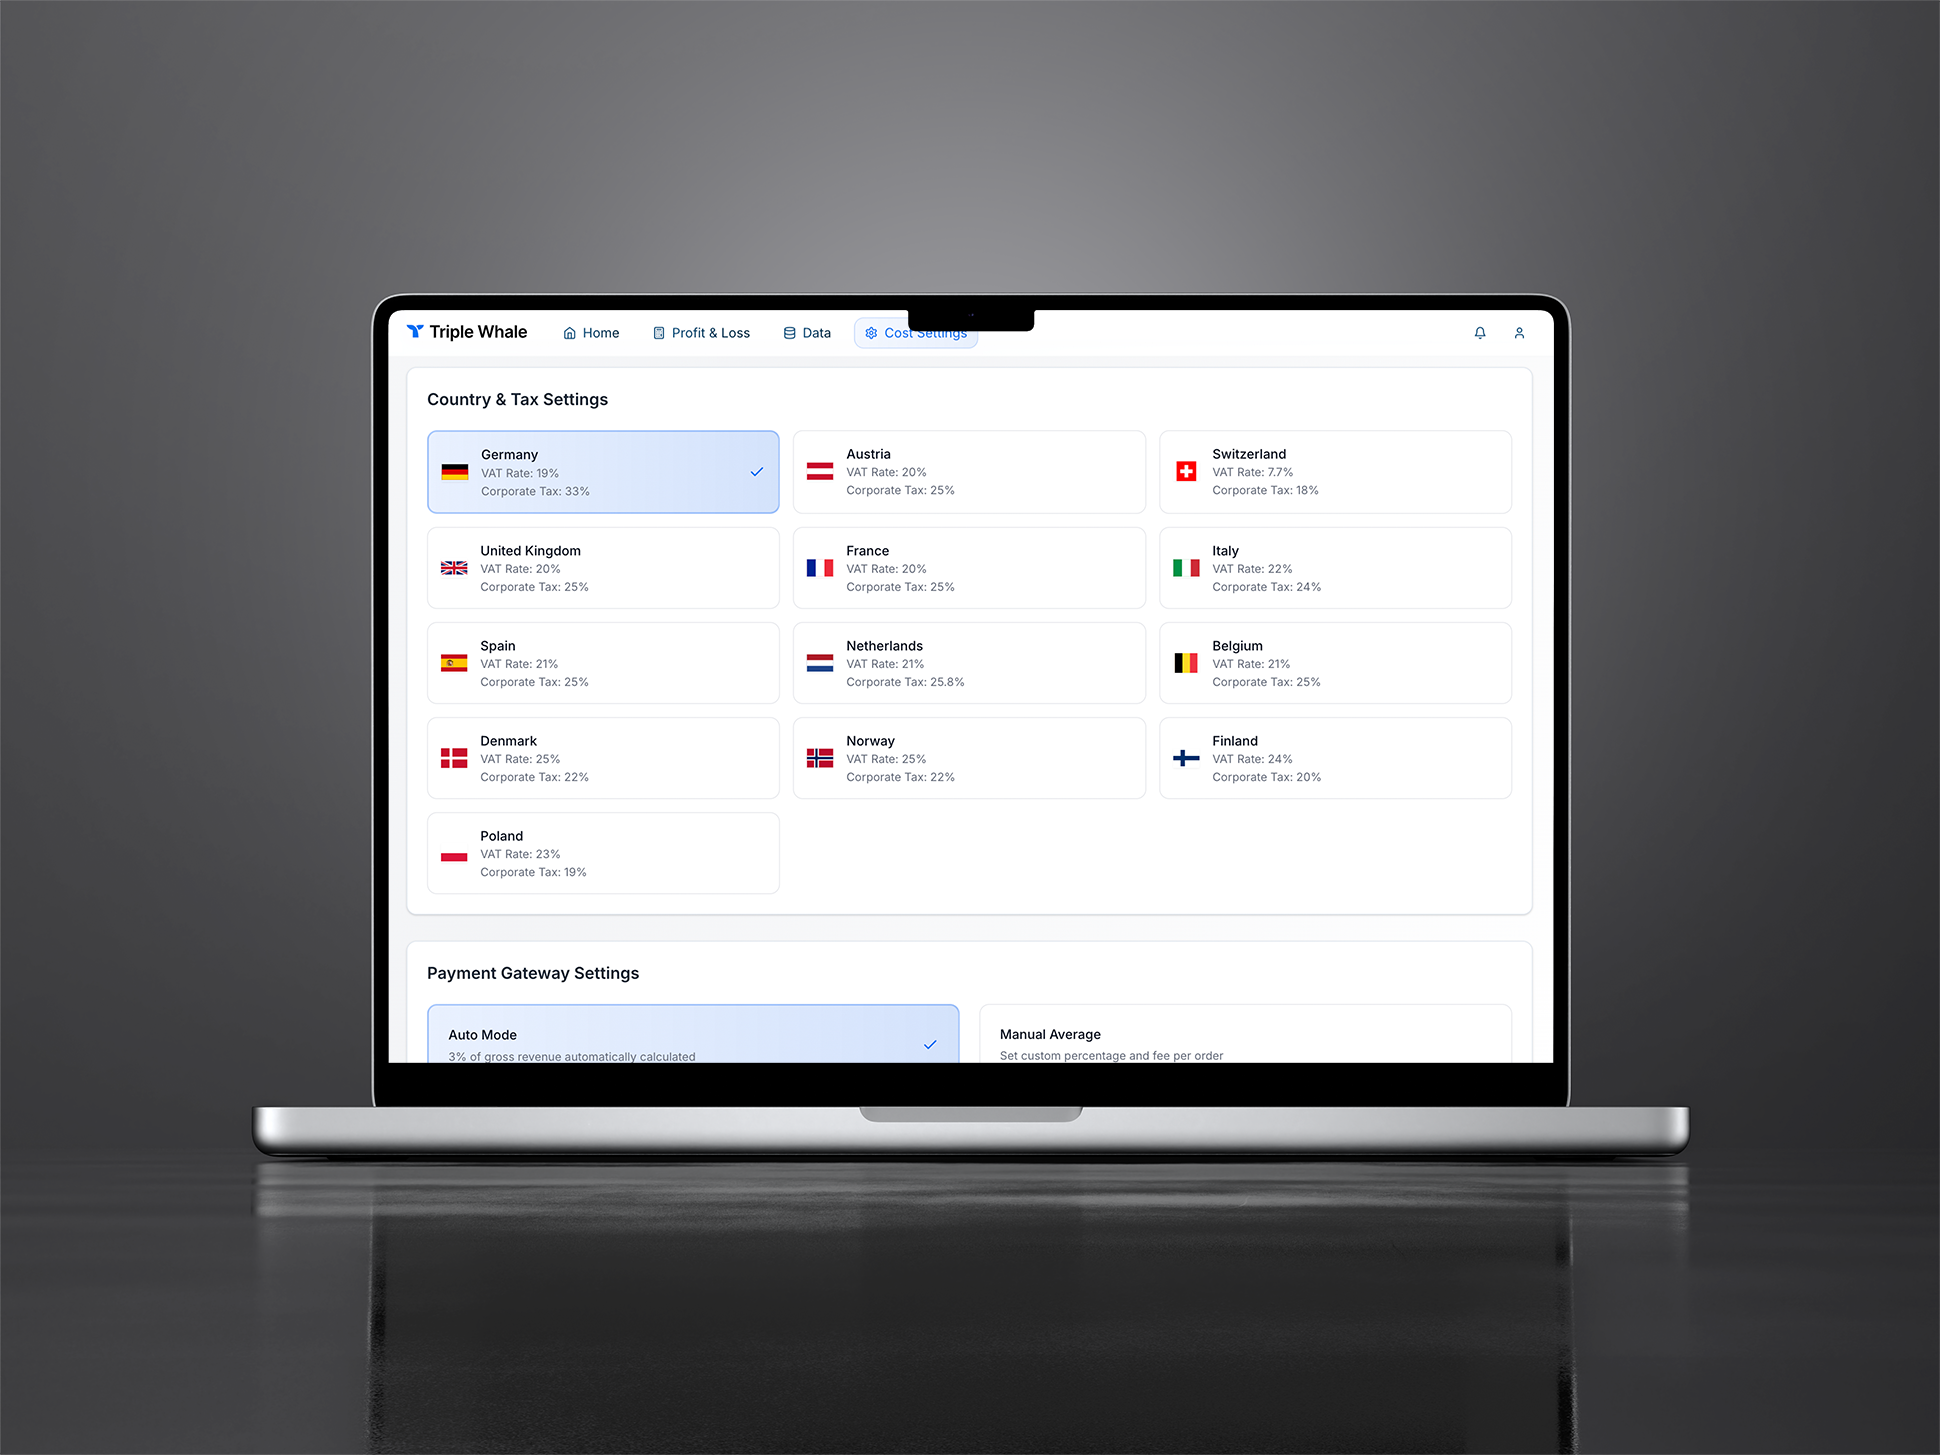 Triple Whale
Home
Profit & Loss
Data
Cost Settings
Country & Tax Settings
Germany
VAT Rate: 19%
Corporate Tax: 33%
Austria
VAT Rate: 20%
Corporate Tax: 25%
Switzerland
VAT Rate: 7.7%
Corporate Tax: 18%
United Kingdom
VAT Rate: 20%
Corporate Tax: 25%
France
VAT Rate: 20%
Corporate Tax: 25%
Italy
VAT Rate: 22%
Corporate Tax: 24%
Spain
VAT Rate: 21%
Corporate Tax: 25%
Netherlands
VAT Rate: 21%
Corporate Tax: 25.8%
Belgium
VAT Rate: 21%
Corporate Tax: 25%
Denmark
VAT Rate: 25%
Corporate Tax: 22%
Norway
VAT Rate: 25%
Corporate Tax: 22%
Finland
VAT Rate: 24%
Corporate Tax: 20%
Poland
VAT Rate: 23%
Corporate Tax: 19%
Payment Gateway Settings
Auto Mode
3% of gross revenue automatically calculated
Manual Average
Set custom percentage and fee per order